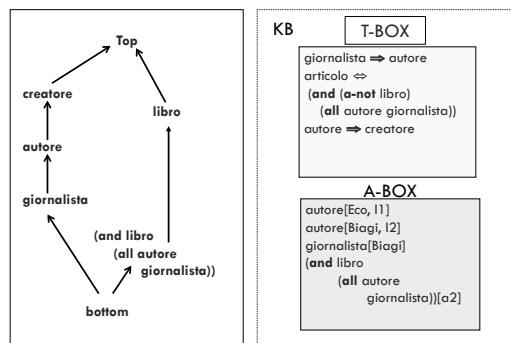 Top
creatore
libro
autore
giornalista
(and libro
(all autore
giornalista))
bottom
KB
T-BOX
giornalista ⇒ autore
articolo ⇔
(and (a-not libro)
(all autore giornalista))
autore ⇒ creatore
A-BOX
autore[Eco, l1]
autore[Biagi, l2]
giornalista[Biagi]
(and libro
(all autore
giornalista))[a2]